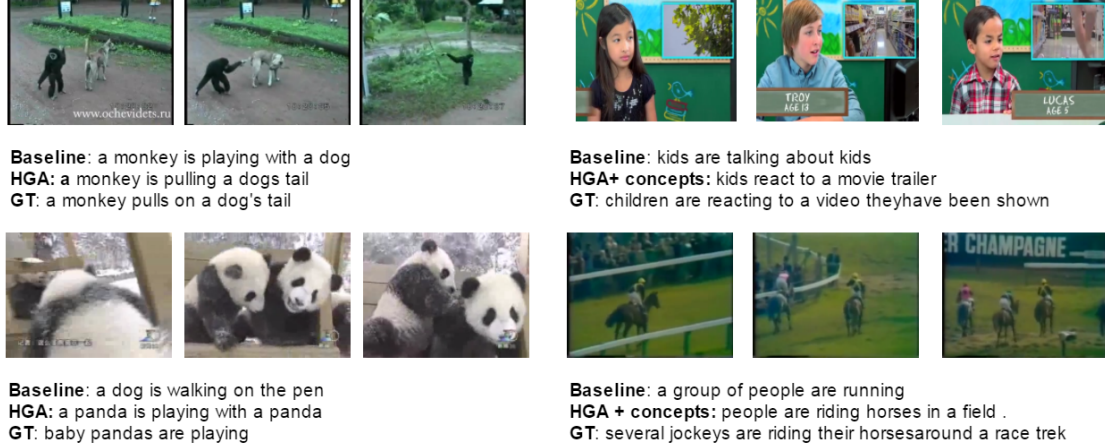 www.ochevidets.ru
TROY
AGE 13
LUCAS
AGE 5
Baseline: a monkey is playing with a dog
HGA: a monkey is pulling a dogs tail
GT: a monkey pulls on a dog's tail
Baseline: kids are talking about kids
HGA+ concepts: kids react to a movie trailer
GT: children are reacting to a video theyhave been shown
R CHAMPAGNE
Baseline: a dog is walking on the pen
HGA: a panda is playing with a panda
GT: baby pandas are playing
Baseline: a group of people are running
HGA + concepts: people are riding horses in a field .
GT: several jockeys are riding their horsesaround a race trek